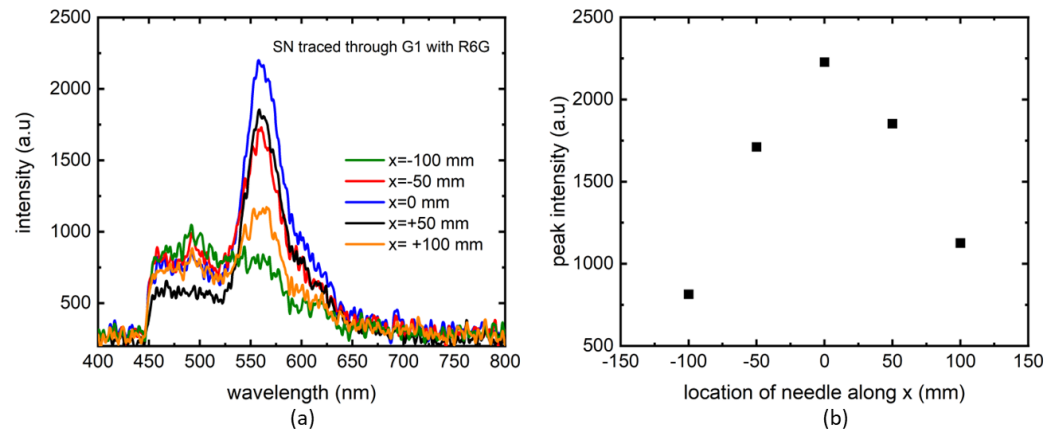 2500
2000
1500
1000
500
400 450 500 550 600 650 700 750 800
intensity (a.u)
wavelength (nm)
SN traced through G1 with R6G
x=-100 mm
x=-50 mm
x=0 mm
x=+50 mm
x= +100 mm
(a)
2500
2000
1500
1000
500
-150 -100 -50 0 50 100 150
peak intensity (a.u)
location of needle along x (mm)
(b)